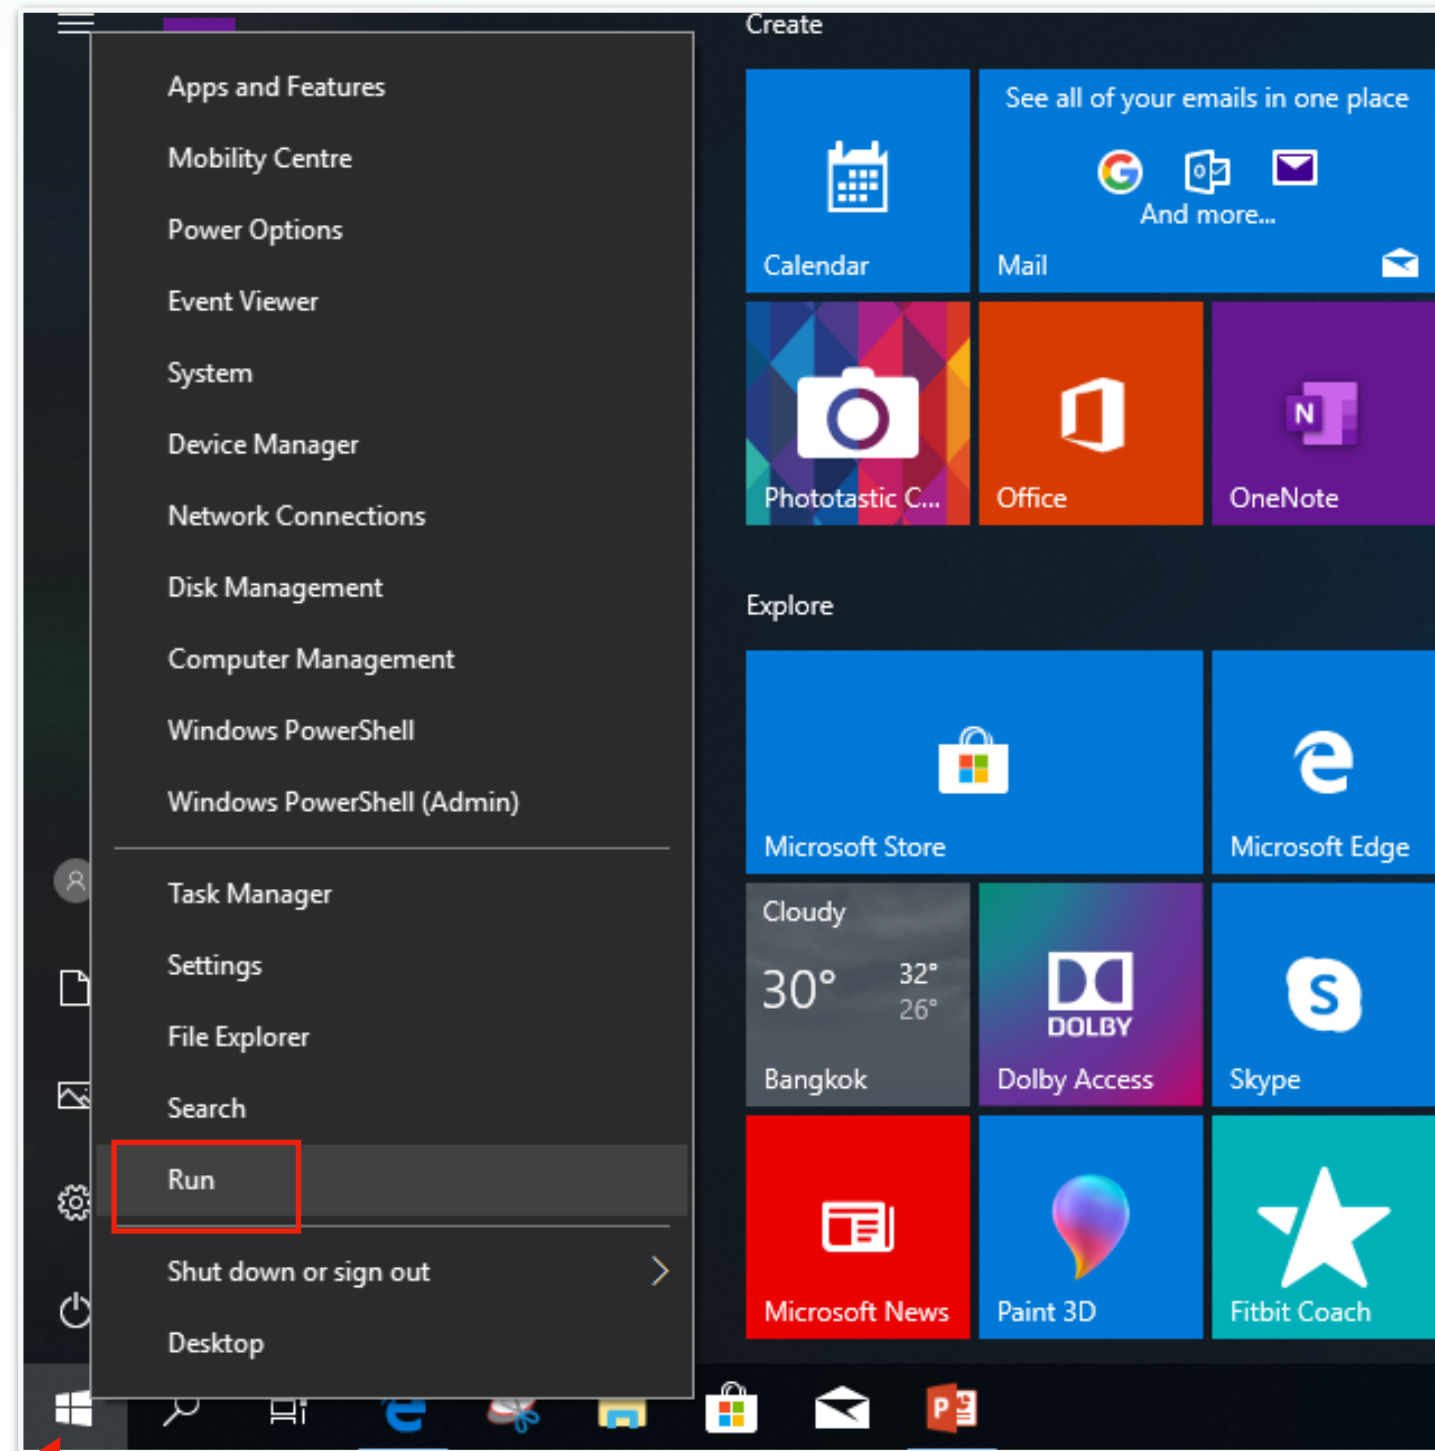 Apps and Features
Mobility Centre
Power Options
Event Viewer
System
Device Manager
Network Connections
Disk Management
Computer Management
Windows PowerShell
Windows PowerShell (Admin)
Task Manager
Settings
File Explorer
Search
Run
Shut down or sign out
Desktop
Create
Calendar
See all of your emails in one place
And more...
Mail
Phototastic C...
Office
N
OneNote
Explore
Microsoft Store
Microsoft Edge
Cloudy
30° 32°
26°
Bangkok
DOLBY
Dolby Access
Skype
Microsoft News
Paint 3D
Fitbit Coach